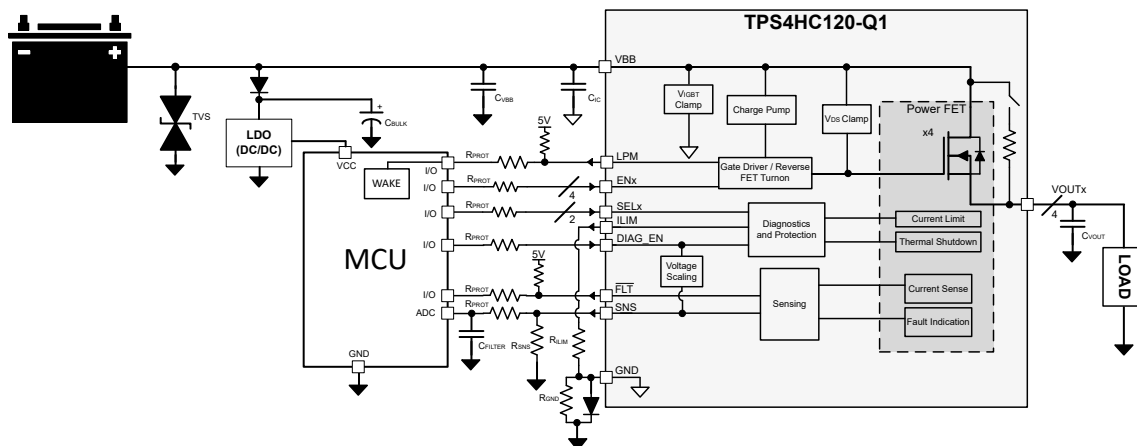 TPS4HC120-Q1
VBB
TVS
CBULK
LDO
(DC/DC)
CVBB
CIC
VIGBT
Clamp
Charge Pump
VDS Clamp
Power FET
x4
5V
VCC
WAKE
I/O
RPROT
LPM
Gate Driver / Reverse
FET Turnon
I/O
RPROT
4
ENx
I/O
RPROT
2
SELx
ILIM
Diagnostics
and Protection
Current Limit
Thermal Shutdown
VOUTx
4
CVOUT
LOAD
MCU
I/O
RPROT
DIAG_EN
5V
Voltage
Scaling
I/O
RPROT
FLT
Sensing
Current Sense
Fault Indication
ADC
RPROT
SNS
CFILTER
RSNS
RILIM
GND
GND
RGND